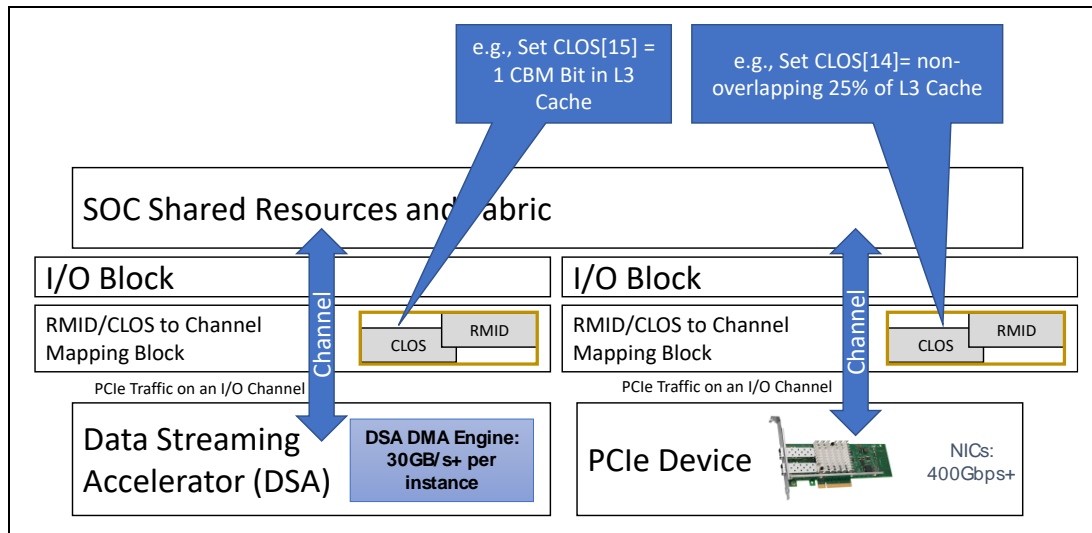 e.g., Set CLOS[15] =
1 CBM Bit in L3
Cache
e.g., Set CLOS[14]= non-
overlapping 25% of L3 Cache
SOC Shared Resources and Fabric
I/O Block
I/O Block
RMID/CLOS to Channel
Mapping Block
CLOS
RMID
Channel
RMID/CLOS to Channel
Mapping Block
CLOS
RMID
Channel
PCIe Traffic on an I/O Channel
PCIe Traffic on an I/O Channel
Data Streaming
Accelerator (DSA)
DSA DMA Engine:
30GB/s+ per
instance
PCIe Device
NICs:
400Gbps+